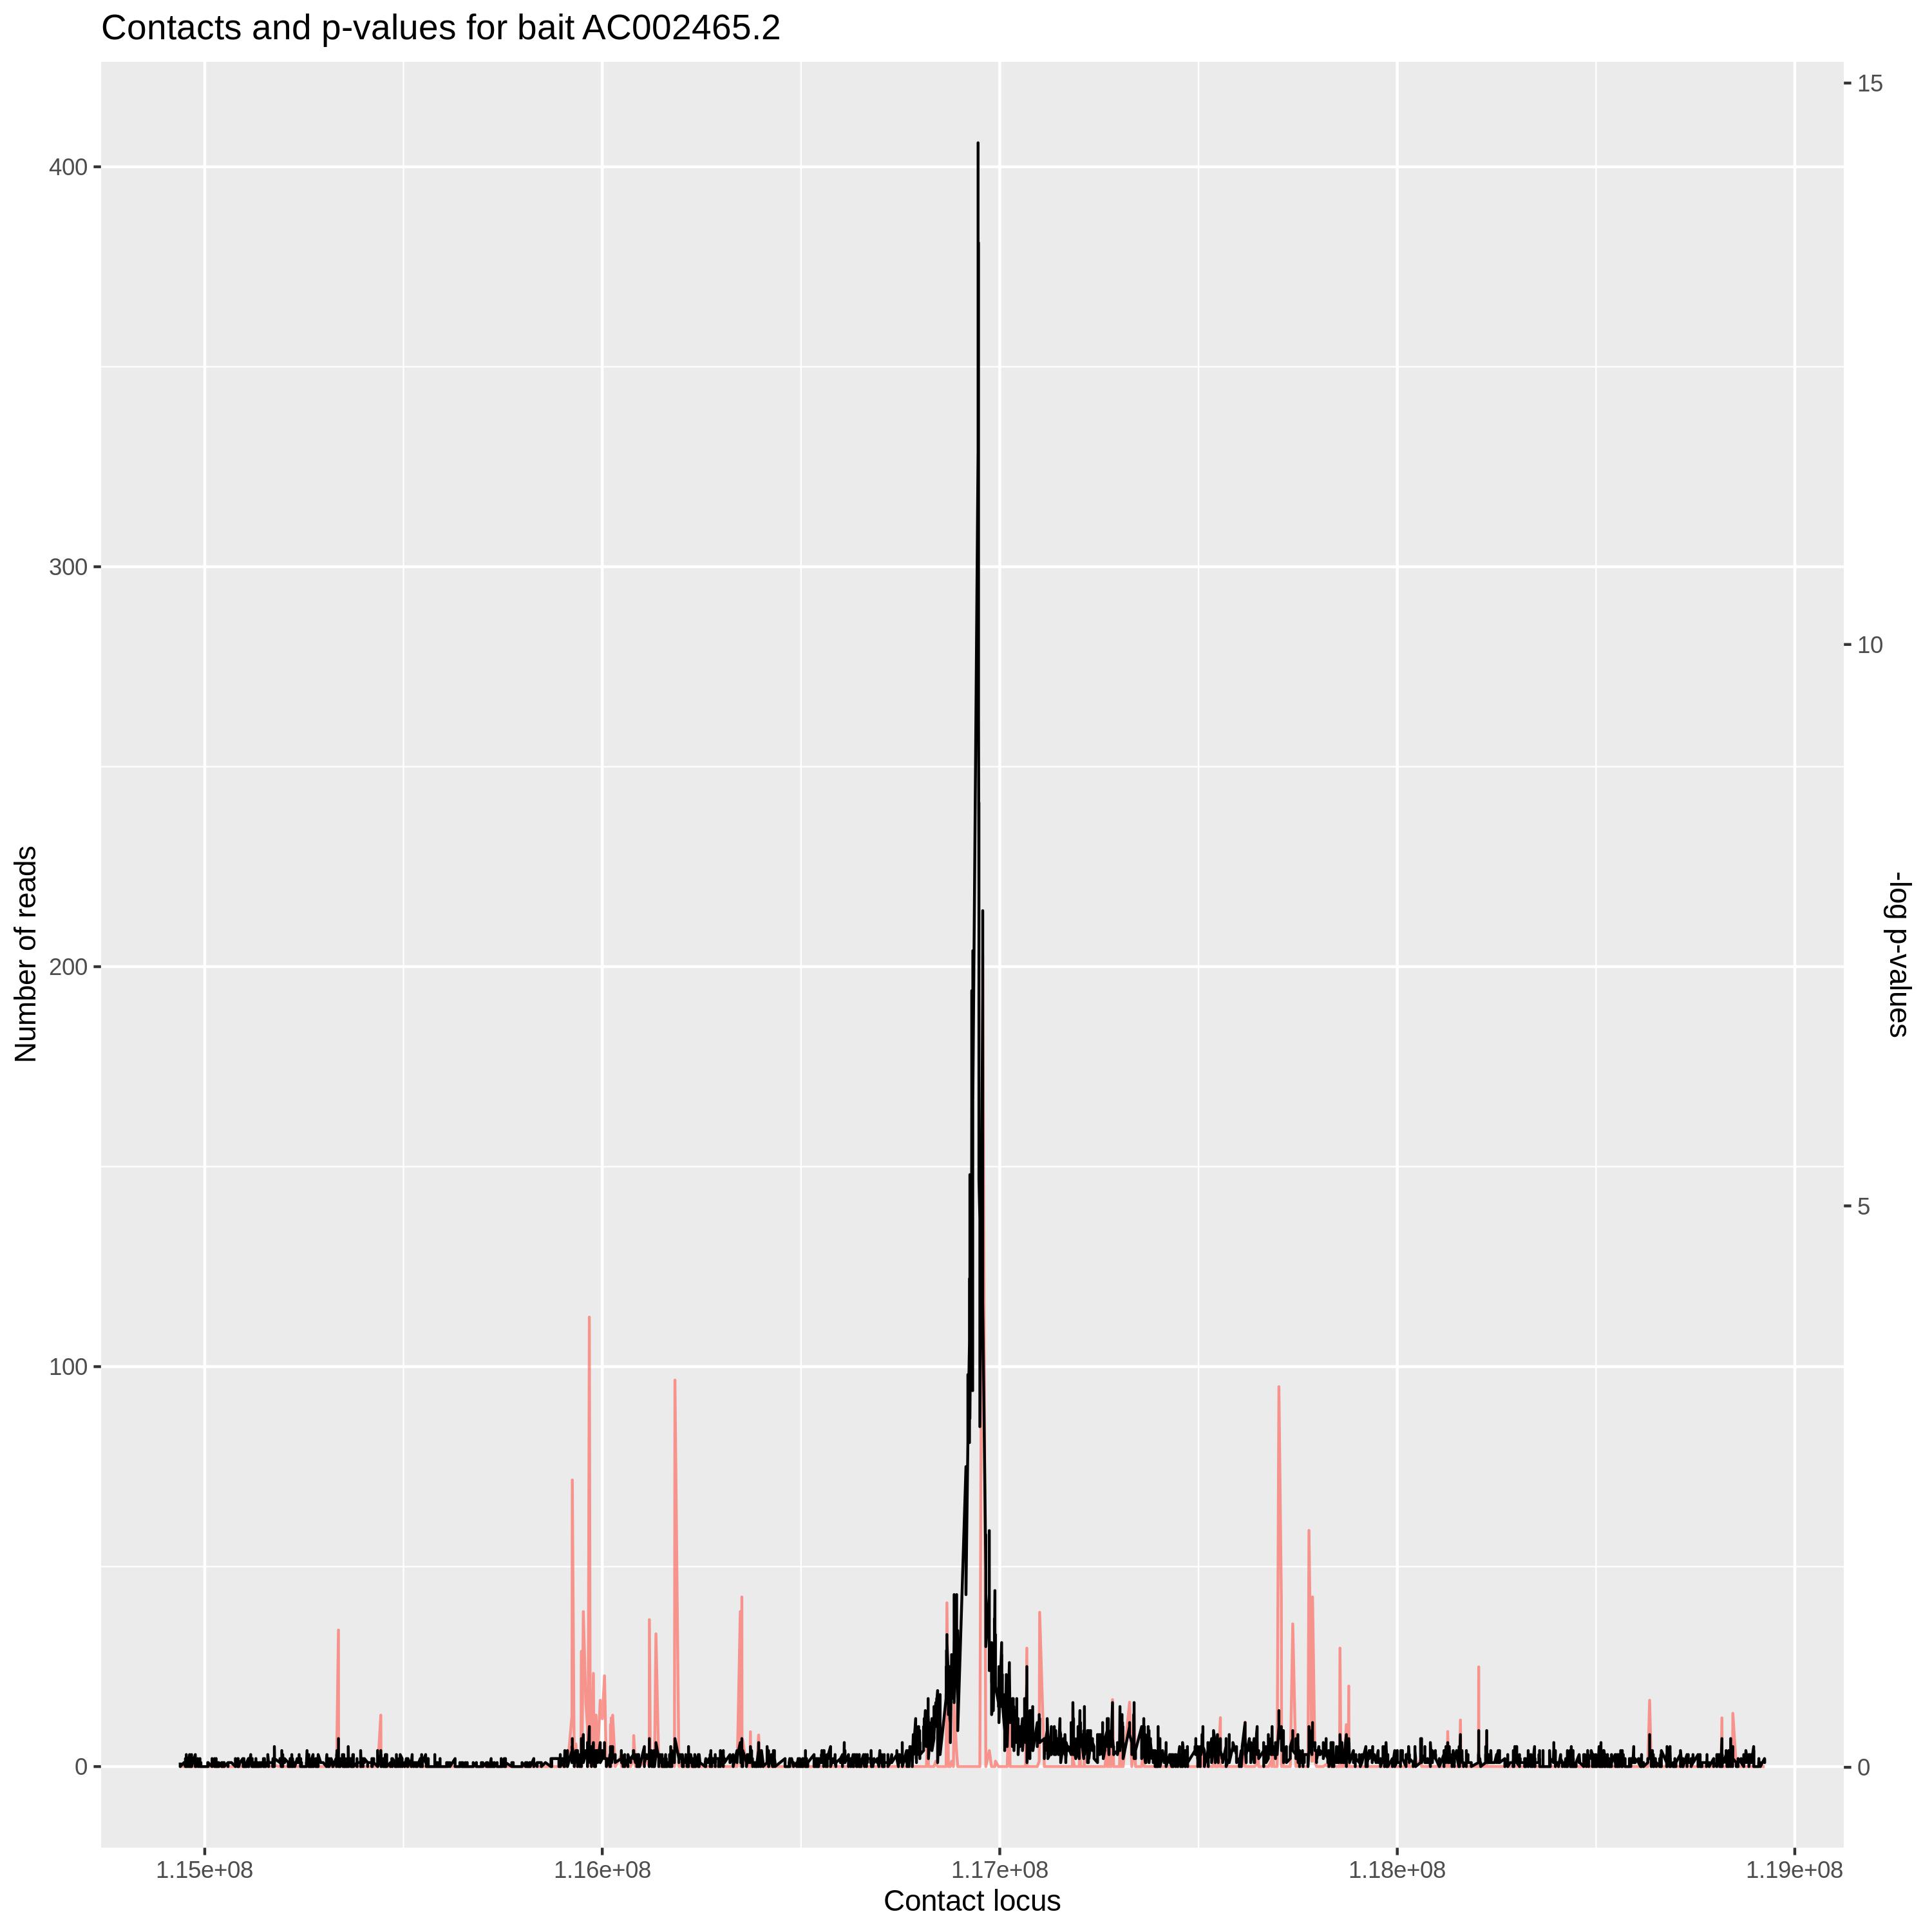 Contacts and p-values for bait AC002465.2
400
300
200
100
0
Number of reads
15
10
5
0
-log p-values
1.15e+08
1.16e+08
1.17e+08
1.18e+08
1.19e+08
Contact locus